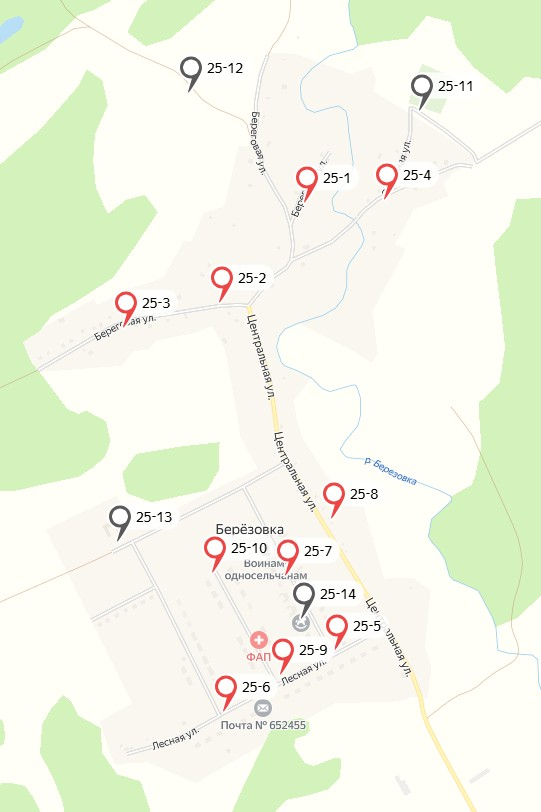 25-12
25-11
Береговая ул.
25-1
25-4
ая ул.
25-2
25-3
Береговая ул.
Центральная ул.
Центральная ул.
р. Березовка
25-8
25-13
Берёзовка
25-10
25-7
Воинам-
односельчанам
25-14
25-5
ФАП
25-9
Лесная ул.
25-6
Почта № 652455
Лесная ул.